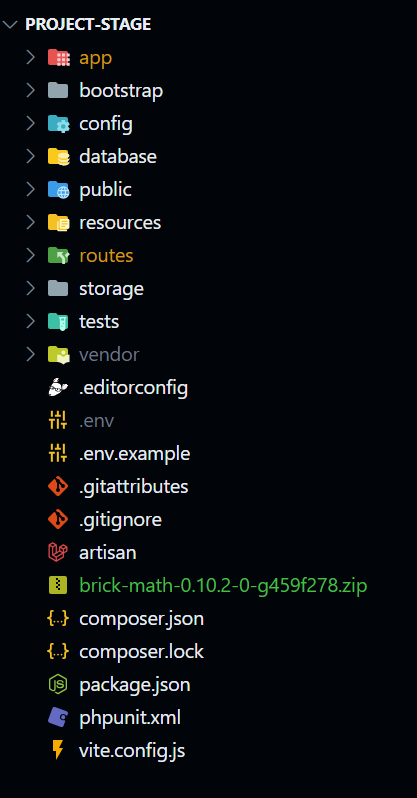 PROJECT-STAGE
app
bootstrap
config
database
public
resources
routes
storage
tests
vendor
.editorconfig
.env
.env.example
.gitattributes
.gitignore
artisan
brick-math-0.10.2-0-g459f278.zip
composer.json
composer.lock
package.json
phpunit.xml
vite.config.js